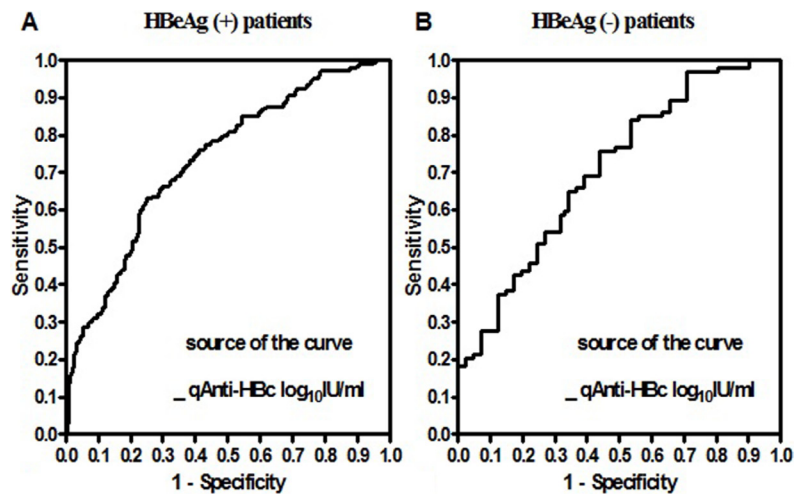 A
HBeAg (+) patients
1.0
0.9
0.8
0.7
0.6
0.5
0.4
0.3
0.2
0.1
0.0
Sensitivity
source of the curve
_ qAnti-HBc log10IU/ml
0.0 0.1 0.2 0.3 0.4 0.5 0.6 0.7 0.8 0.9 1.0
1 - Specificity
B
HBeAg (-) patients
1.0
0.9
0.8
0.7
0.6
0.5
0.4
0.3
0.2
0.1
0.0
Sensitivity
source of the curve
_ qAnti-HBc log10IU/ml
0.0 0.1 0.2 0.3 0.4 0.5 0.6 0.7 0.8 0.9 1.0
1 - Specificity